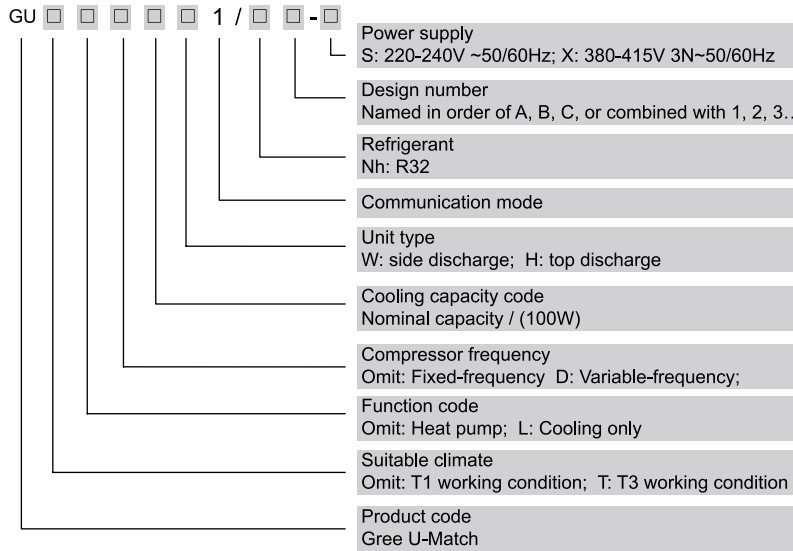 GU □ □ □ □ □ 1 / □ □ - □
Power supply
S: 220-240V ~50/60Hz; X: 380-415V 3N~50/60Hz
Design number
Named in order of A, B, C, or combined with 1, 2, 3..
Refrigerant
Nh: R32
Communication mode
Unit type
W: side discharge; H: top discharge
Cooling capacity code
Nominal capacity / (100W)
Compressor frequency
Omit: Fixed-frequency D: Variable-frequency;
Function code
Omit: Heat pump; L: Cooling only
Suitable climate
Omit: T1 working condition; T: T3 working condition
Product code
Gree U-Match